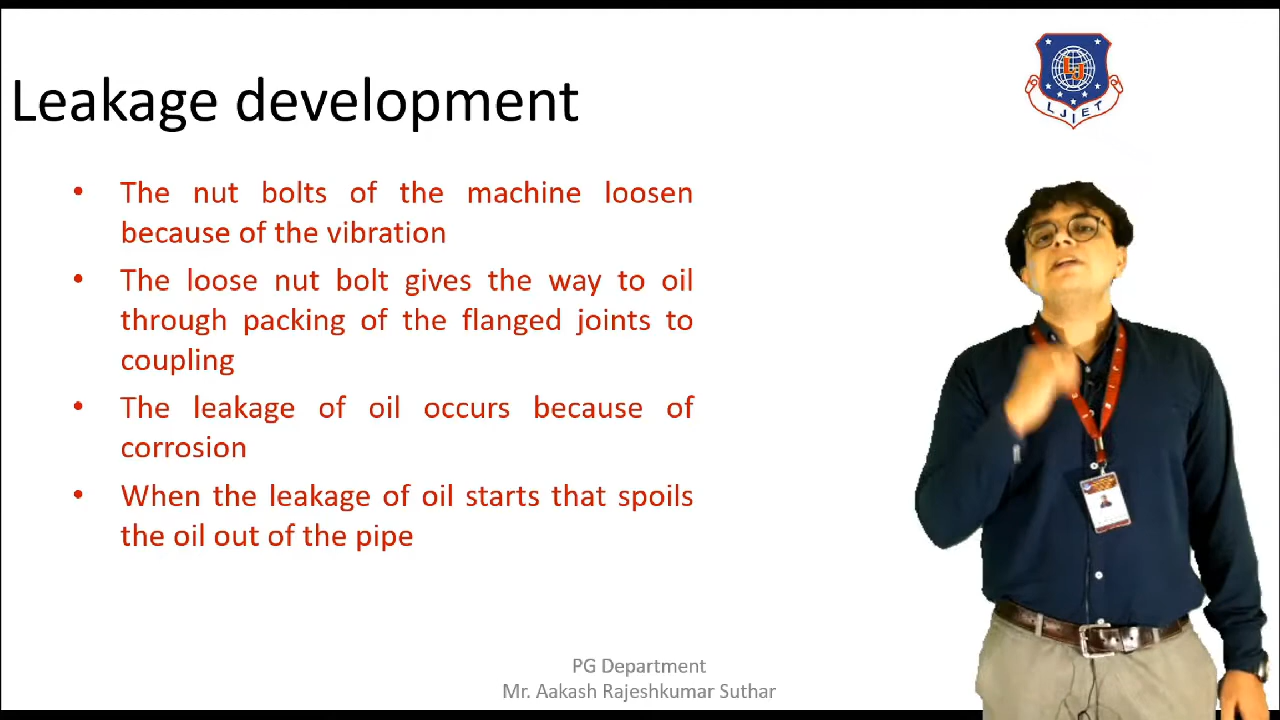 LJIET
Leakage development
• The nut bolts of the machine loosen
because of the vibration
• The loose nut bolt gives the way to oil
through packing of the flanged joints to
coupling
• The leakage of oil occurs because of
corrosion
• When the leakage of oil starts that spoils
the oil out of the pipe
PG Department
Mr. Aakash Rajeshkumar Suthar